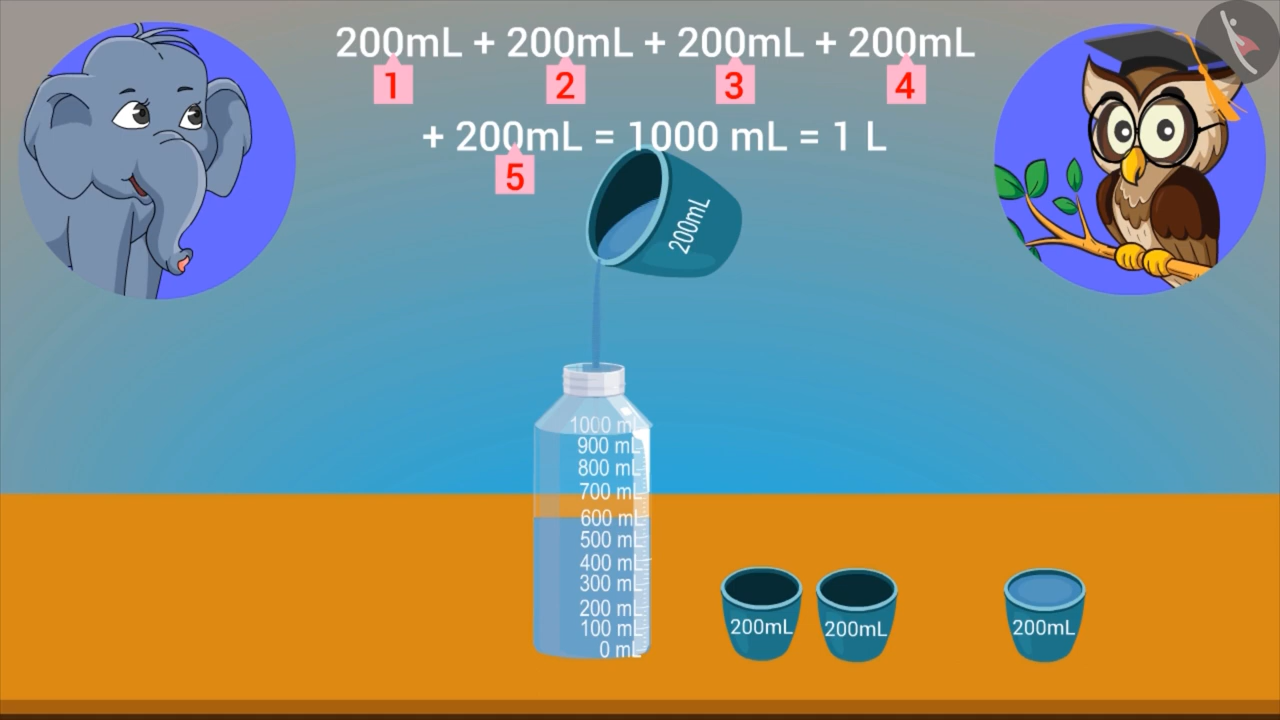 200mL + 200mL + 200mL + 200mL
1 2 3 4
+ 200mL = 1000 mL = 1 L
5
200mL
1000 mL
900 mL
800 mL
700 mL
600 mL
500 mL
400 mL
300 mL
200 mL
100 mL
0 mL
200mL 200mL 200mL